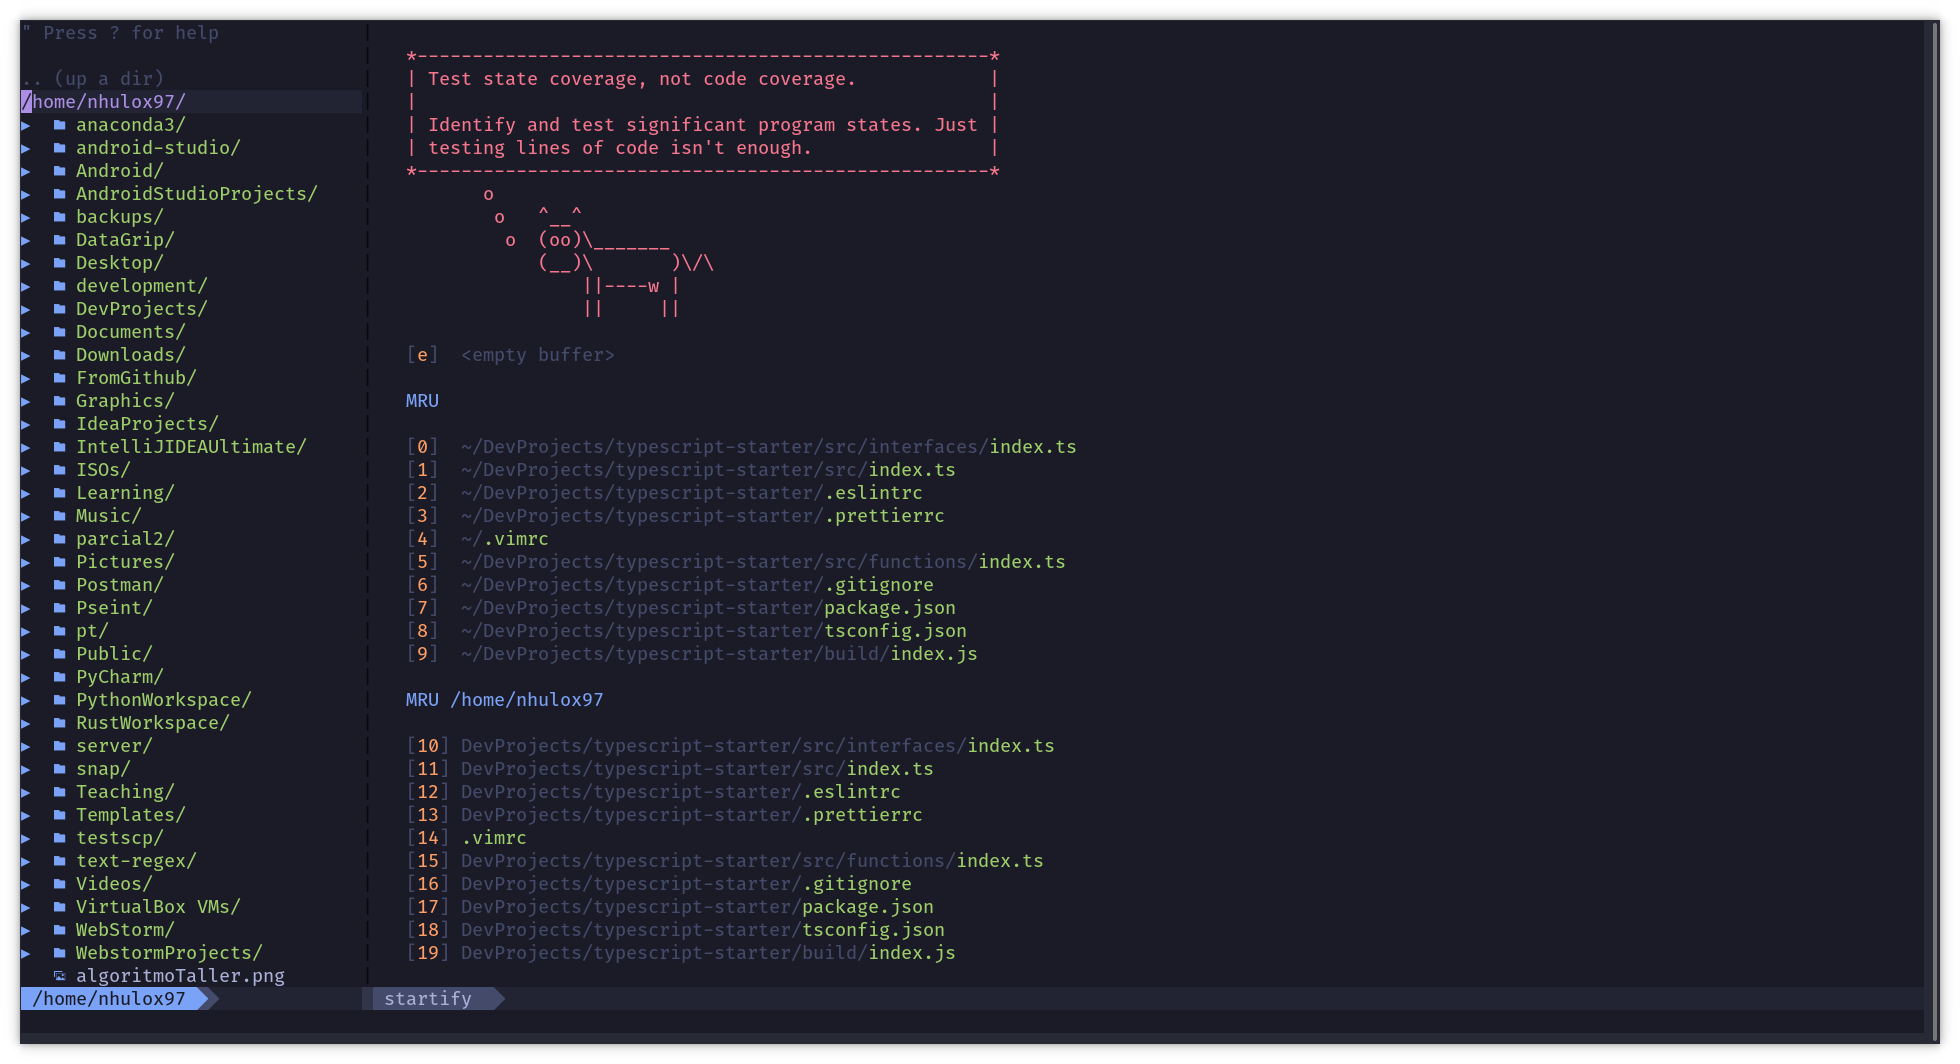 " Press ? for help
.. (up a dir)
/home/nhulox97/
▶ anaconda3/
▶ android-studio/
▶ Android/
▶ AndroidStudioProjects/
▶ backups/
▶ DataGrip/
▶ Desktop/
▶ development/
▶ DevProjects/
▶ Documents/
▶ Downloads/
▶ FromGithub/
▶ Graphics/
▶ IdeaProjects/
▶ IntelliJIDEAUltimate/
▶ ISOs/
▶ Learning/
▶ Music/
▶ parcial2/
▶ Pictures/
▶ Postman/
▶ Pseint/
▶ pt/
▶ Public/
▶ PyCharm/
▶ PythonWorkspace/
▶ RustWorkspace/
▶ server/
▶ snap/
▶ Teaching/
▶ Templates/
▶ testscp/
▶ text-regex/
▶ Videos/
▶ VirtualBox VMs/
▶ WebStorm/
▶ WebstormProjects/
algoritmoTaller.png
/home/nhulox97
*----------------------------------------------------*
| Test state coverage, not code coverage.            |
|                                                    |
| Identify and test significant program states. Just |
| testing lines of code isn't enough.                |
*----------------------------------------------------*
       o
        o   ^__^
         o  (oo)\_______
            (__)\       )\/\
                ||----w |
                ||     ||
[e]  <empty buffer>
MRU
[0]  ~/DevProjects/typescript-starter/src/interfaces/index.ts
[1]  ~/DevProjects/typescript-starter/src/index.ts
[2]  ~/DevProjects/typescript-starter/.eslintrc
[3]  ~/DevProjects/typescript-starter/.prettierrc
[4]  ~/.vimrc
[5]  ~/DevProjects/typescript-starter/src/functions/index.ts
[6]  ~/DevProjects/typescript-starter/.gitignore
[7]  ~/DevProjects/typescript-starter/package.json
[8]  ~/DevProjects/typescript-starter/tsconfig.json
[9]  ~/DevProjects/typescript-starter/build/index.js
MRU /home/nhulox97
[10] DevProjects/typescript-starter/src/interfaces/index.ts
[11] DevProjects/typescript-starter/src/index.ts
[12] DevProjects/typescript-starter/.eslintrc
[13] DevProjects/typescript-starter/.prettierrc
[14] .vimrc
[15] DevProjects/typescript-starter/src/functions/index.ts
[16] DevProjects/typescript-starter/.gitignore
[17] DevProjects/typescript-starter/package.json
[18] DevProjects/typescript-starter/tsconfig.json
[19] DevProjects/typescript-starter/build/index.js
startify